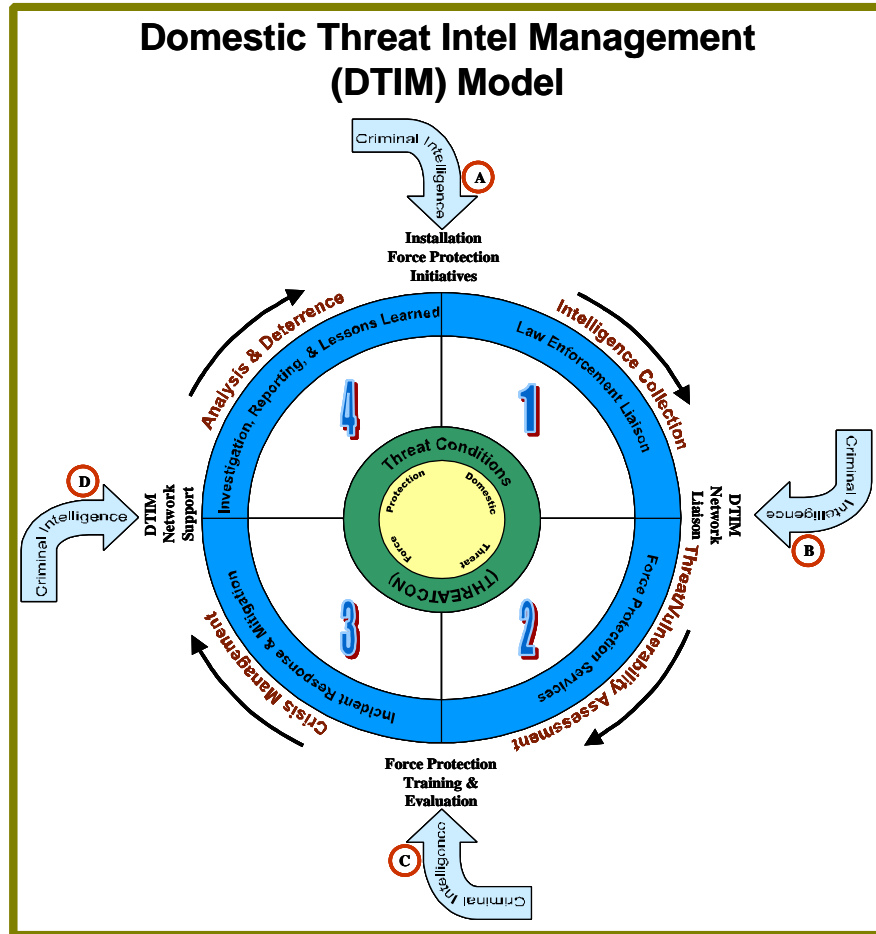 Domestic Threat Intel Management
(DTIM) Model
Criminal Intelligence
A
Installation
Force Protection
Initiatives
Analysis & Deterrence
Intelligence Collection
Investigation, Reporting, & Lessons Learned
Law Enforcement Liaison
4
1
Threat Conditions
Protection
Domestic
Force
Threat
(THREATCON)
D
Criminal Intelligence
DTIM
Network
Support
DTIM
Network
Liaison
Criminal Intelligence
B
3
2
Incident Response & Mitigation
Force Protection Services
Crisis Management
Threat/Vulnerability Assessment
Force Protection
Training &
Evaluation
C
Criminal Intelligence